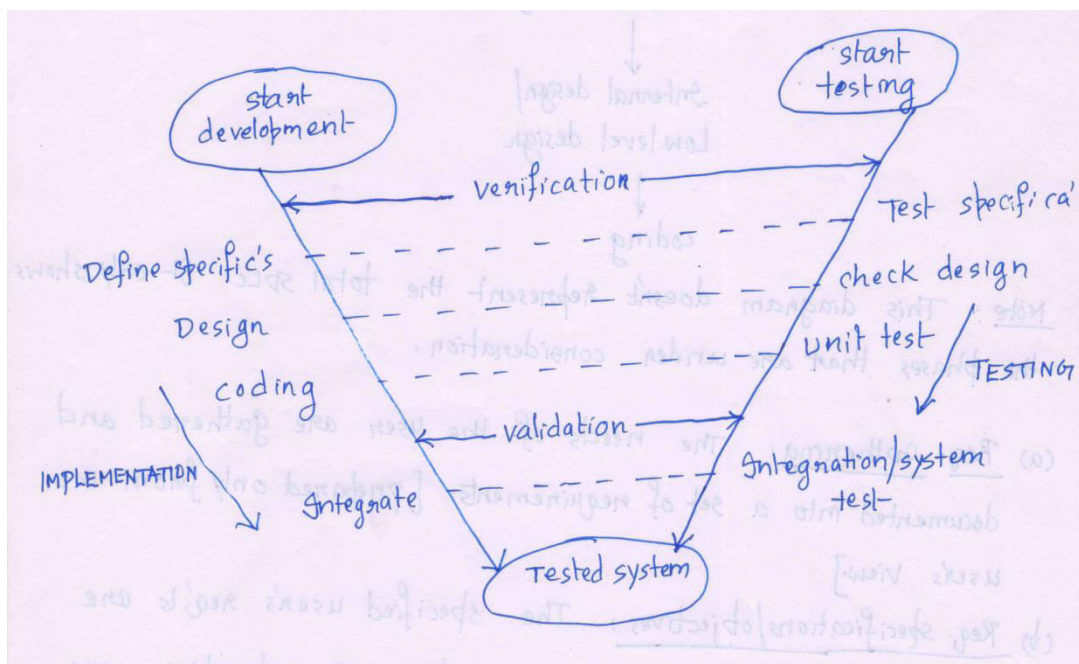 start
development
start
testing
verification
Test specifica'
Define specific's
check design
Design
unit test
TESTING
coding
validation
IMPLEMENTATION
Integrate
Integration/system
test
Tested system